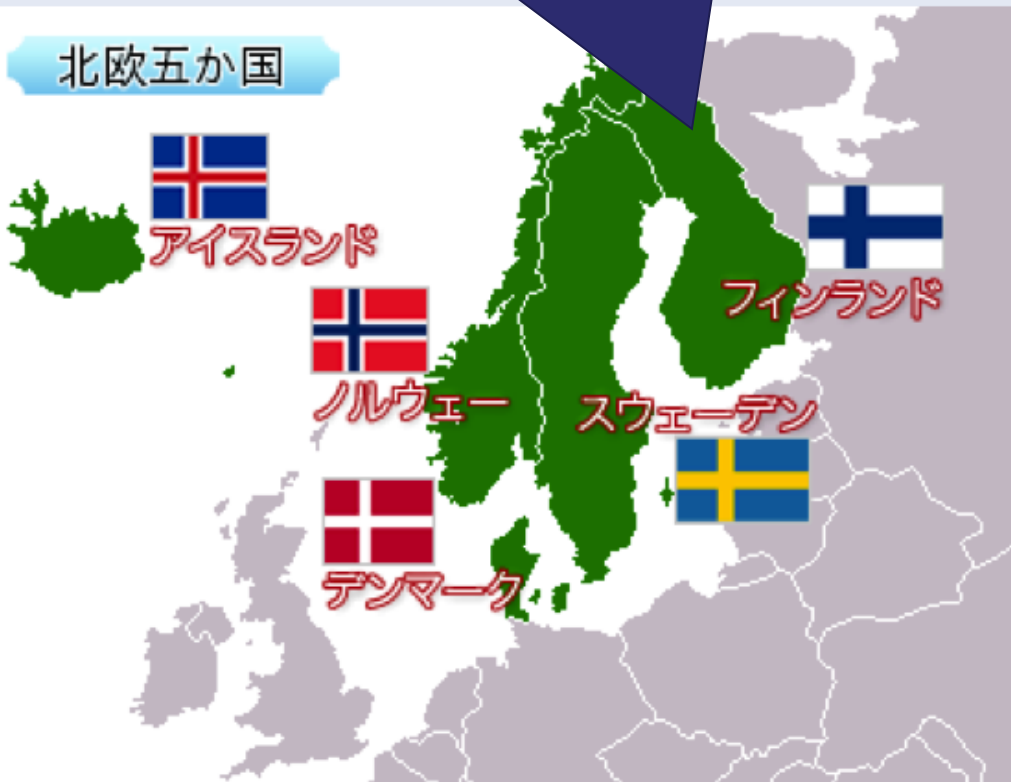 北欧五か国
アイスランド
フィンランド
ノルウェー
スウェーデン
デンマーク